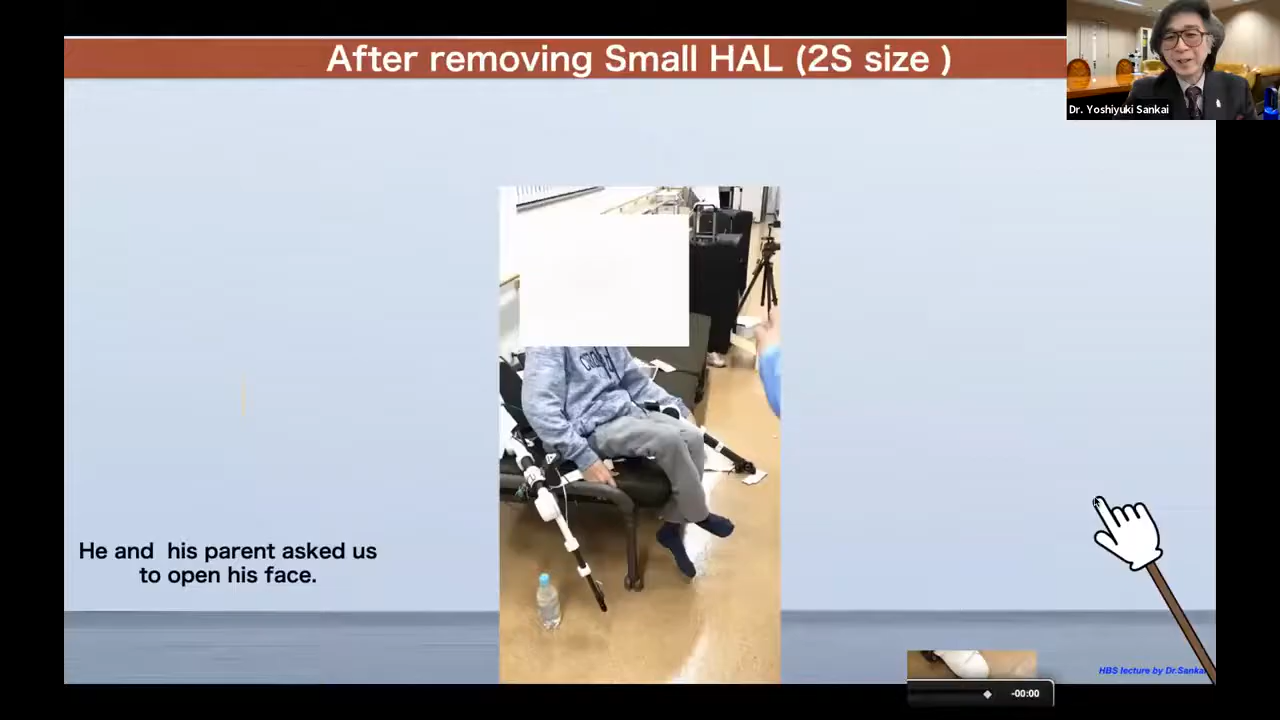 After removing Small HAL (2S size )
Dr. Yoshiyuki Sankai
He and  his parent asked us
to open his face.
HBS lecture by Dr.Sankai
-00:00